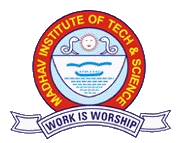 MADHAV INSTITUTE OF TECH & SCIENCE
WORK IS WORSHIP